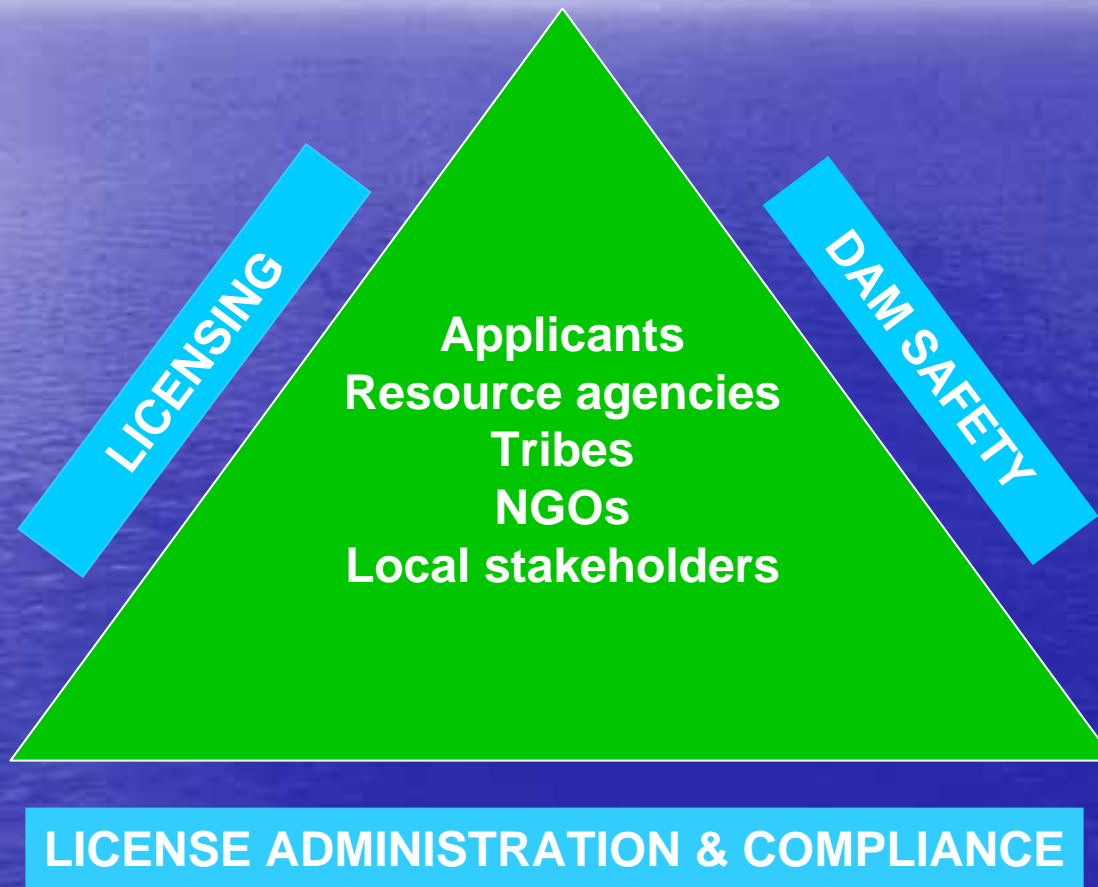 LICENSING
DAM SAFETY
Applicants
Resource agencies
Tribes
NGOs
Local stakeholders
LICENSE ADMINISTRATION & COMPLIANCE